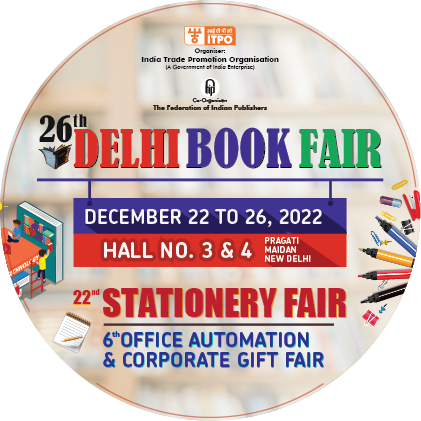 आई टी पी ओ
ITPO
Organiser:
India Trade Promotion Organisation
(A Government of India Enterprise)
Co-Organiser:
The Federation of Indian Publishers
26th
DELHI BOOK FAIR
DECEMBER 22 TO 26, 2022
HALL NO. 3 & 4 PRAGATI
MAIDAN
NEW DELHI
22nd STATIONERY FAIR
6th OFFICE AUTOMATION
& CORPORATE GIFT FAIR